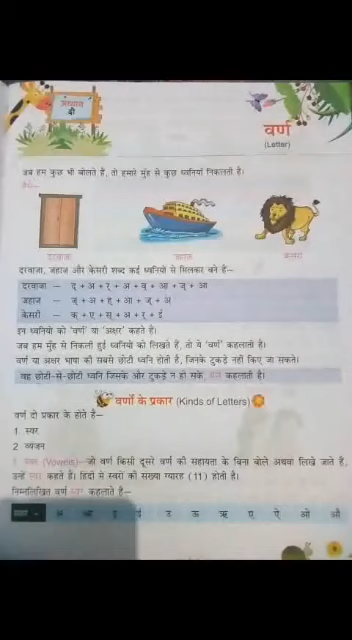 अध्याय
वर्ण
(Letter)
जब हम कुछ भी बोलते हैं, तो हमारे मुँह से कुछ ध्वनियाँ निकलती हैं।
जैसे—
दरवाजा
जहाज
केसरी
दरवाजा, जहाज और केसरी शब्द कई ध्वनियों से मिलकर बने हैं—
दरवाजा – द् + अ + र् + अ + व् + आ + ज् + आ
जहाज – ज् + अ + ह् + आ + ज् + अ
केसरी – क् + ए + स् + अ + र् + ई
इन ध्वनियों को 'वर्ण' या 'अक्षर' कहते हैं।
जब हम मुँह से निकली हुई ध्वनियों को लिखते हैं, तो वे 'वर्ण' कहलाती हैं।
वर्ण या अक्षर भाषा की सबसे छोटी ध्वनि होती है, जिनके टुकड़े नहीं किए जा सकते।
वह छोटी-से-छोटी ध्वनि जिसके और टुकड़े न हो सकें, वर्ण कहलाती है।
वर्णों के प्रकार (Kinds of Letters)
वर्ण दो प्रकार के होते हैं—
1. स्वर
2. व्यंजन
1. स्वर (Vowels)—जो वर्ण किसी दूसरे वर्ण की सहायता के बिना बोले अथवा लिखे जाते हैं,
उन्हें स्वर कहते हैं। हिंदी में स्वरों की संख्या ग्यारह (11) होती है।
निम्नलिखित वर्ण स्वर कहलाते हैं—
अ आ इ ई उ ऊ ऋ ए ऐ ओ औ